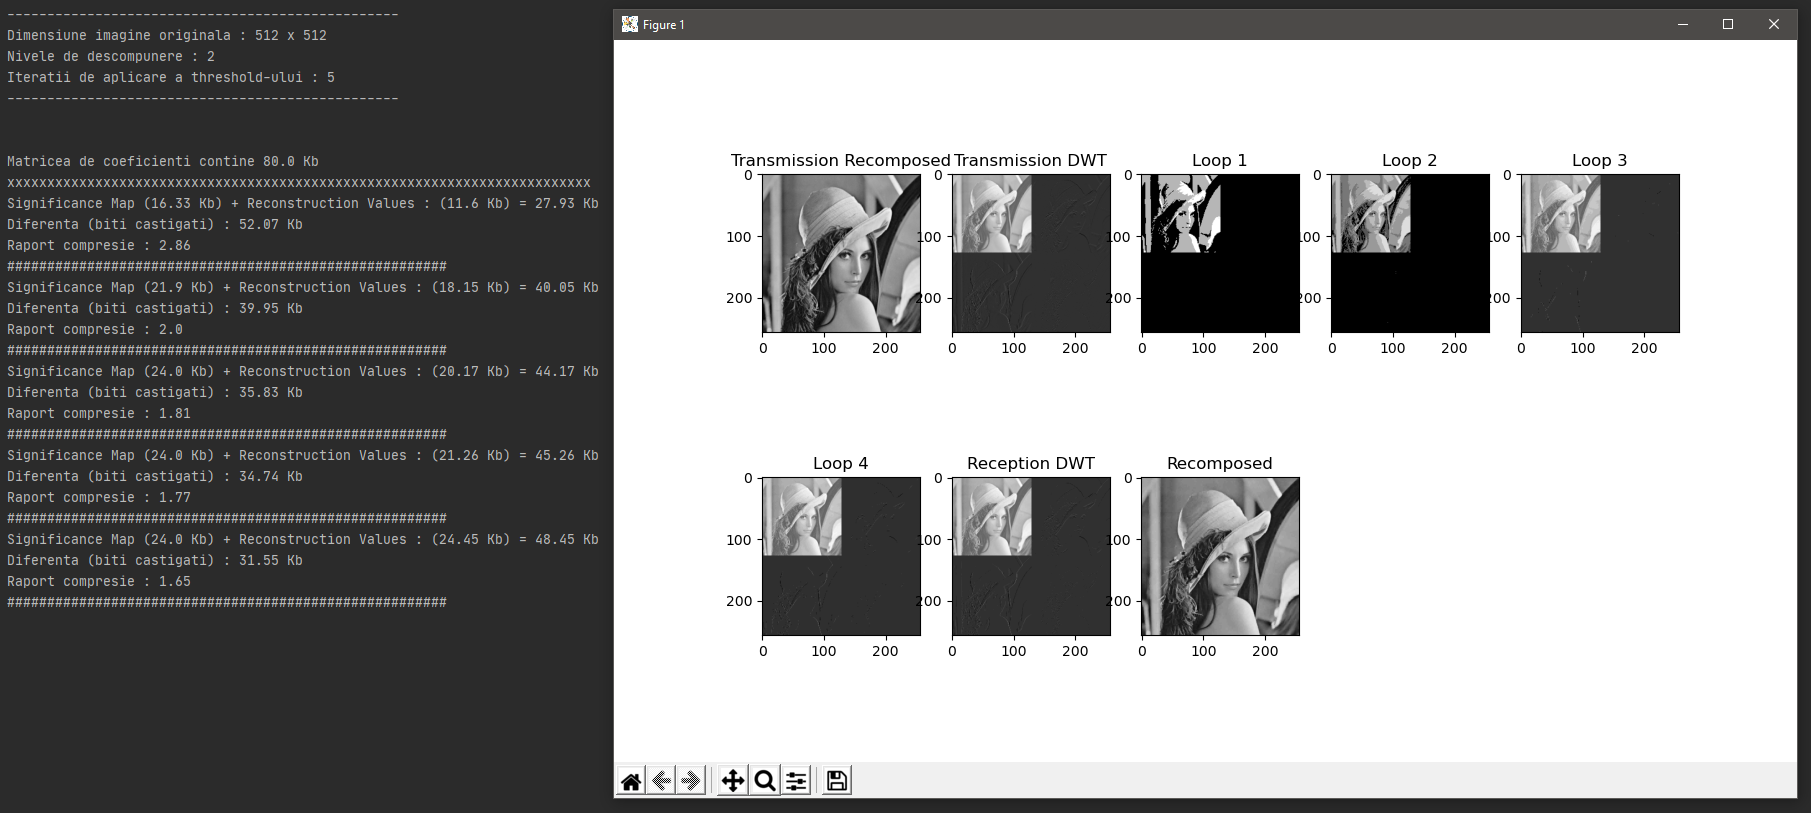 -------------------------------------------------
Dimensiune imagine originala : 512 x 512
Nivele de descompunere : 2
Iteratii de aplicare a threshold-ului : 5
-------------------------------------------------
Matricea de coeficienti contine 80.0 Kb
xxxxxxxxxxxxxxxxxxxxxxxxxxxxxxxxxxxxxxxxxxxxxxxxxxxxxxxxxxxxxxxxxxxxxxxxx
Significance Map (16.33 Kb) + Reconstruction Values : (11.6 Kb) = 27.93 Kb
Diferenta (biti castigati) : 52.07 Kb
Raport compresie : 2.86
#######################################################
Significance Map (21.9 Kb) + Reconstruction Values : (18.15 Kb) = 40.05 Kb
Diferenta (biti castigati) : 39.95 Kb
Raport compresie : 2.0
#######################################################
Significance Map (24.0 Kb) + Reconstruction Values : (20.17 Kb) = 44.17 Kb
Diferenta (biti castigati) : 35.83 Kb
Raport compresie : 1.81
#######################################################
Significance Map (24.0 Kb) + Reconstruction Values : (21.26 Kb) = 45.26 Kb
Diferenta (biti castigati) : 34.74 Kb
Raport compresie : 1.77
#######################################################
Significance Map (24.0 Kb) + Reconstruction Values : (24.45 Kb) = 48.45 Kb
Diferenta (biti castigati) : 31.55 Kb
Raport compresie : 1.65
#######################################################
Figure 1
Transmission Recomposed Transmission DWT Loop 1 Loop 2 Loop 3
0 0 0 0 0
100 100 100 100 100
200 200 200 200 200
0 100 200 0 100 200 0 100 200 0 100 200 0 100 200
Loop 4 Reception DWT Recomposed
0 0 0
100 100 100
200 200 200
0 100 200 0 100 200 0 100 200